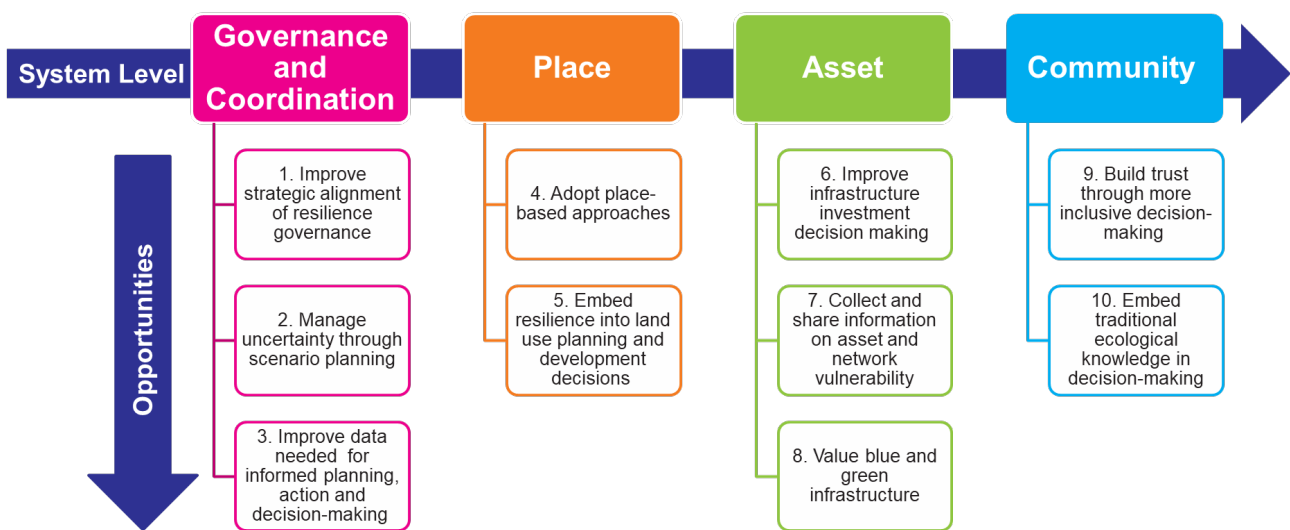 System Level
Governance
and
Coordination
Place
Asset
Community
Opportunities
1. Improve
strategic alignment
of resilience
governance
2. Manage
uncertainty through
scenario planning
3. Improve data
needed for
informed planning,
action and
decision-making
4. Adopt place-
based approaches
5. Embed
resilience into land
use planning and
development
decisions
6. Improve
infrastructure
investment
decision making
7. Collect and
share information
on asset and
network
vulnerability
8. Value blue and
green
infrastructure
9. Build trust
through more
inclusive decision-
making
10. Embed
traditional
ecological
knowledge in
decision-making